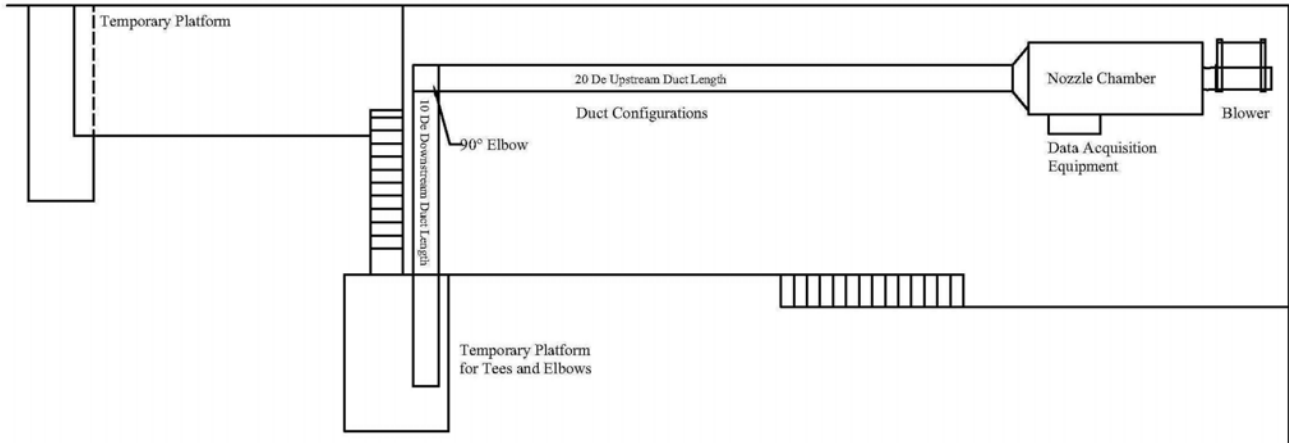 Temporary Platform
20 De Upstream Duct Length
Nozzle Chamber
Duct Configurations
Blower
10 De Downstream Duct Length
90° Elbow
Data Acquisition
Equipment
Temporary Platform
for Tees and Elbows